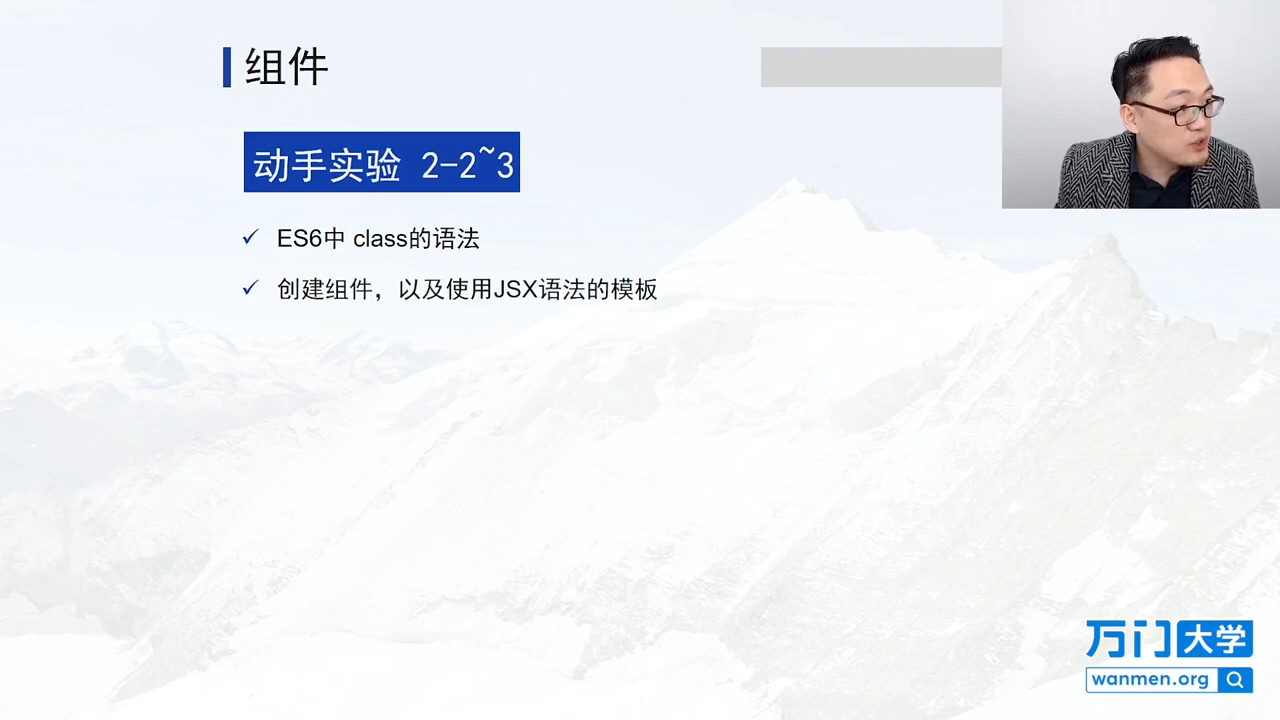 组件
动手实验 2-2~3
ES6中 class的语法
创建组件，以及使用JSX语法的模板
万门大学
wanmen.org